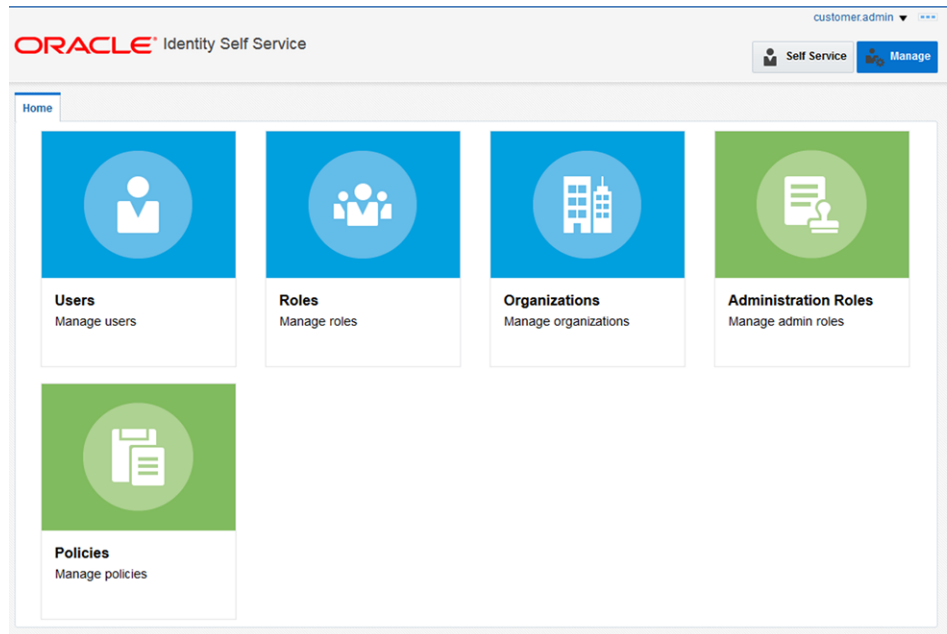 customer.admin
ORACLE Identity Self Service
Self Service
Manage
Home
Users
Manage users
Roles
Manage roles
Organizations
Manage organizations
Administration Roles
Manage admin roles
Policies
Manage policies